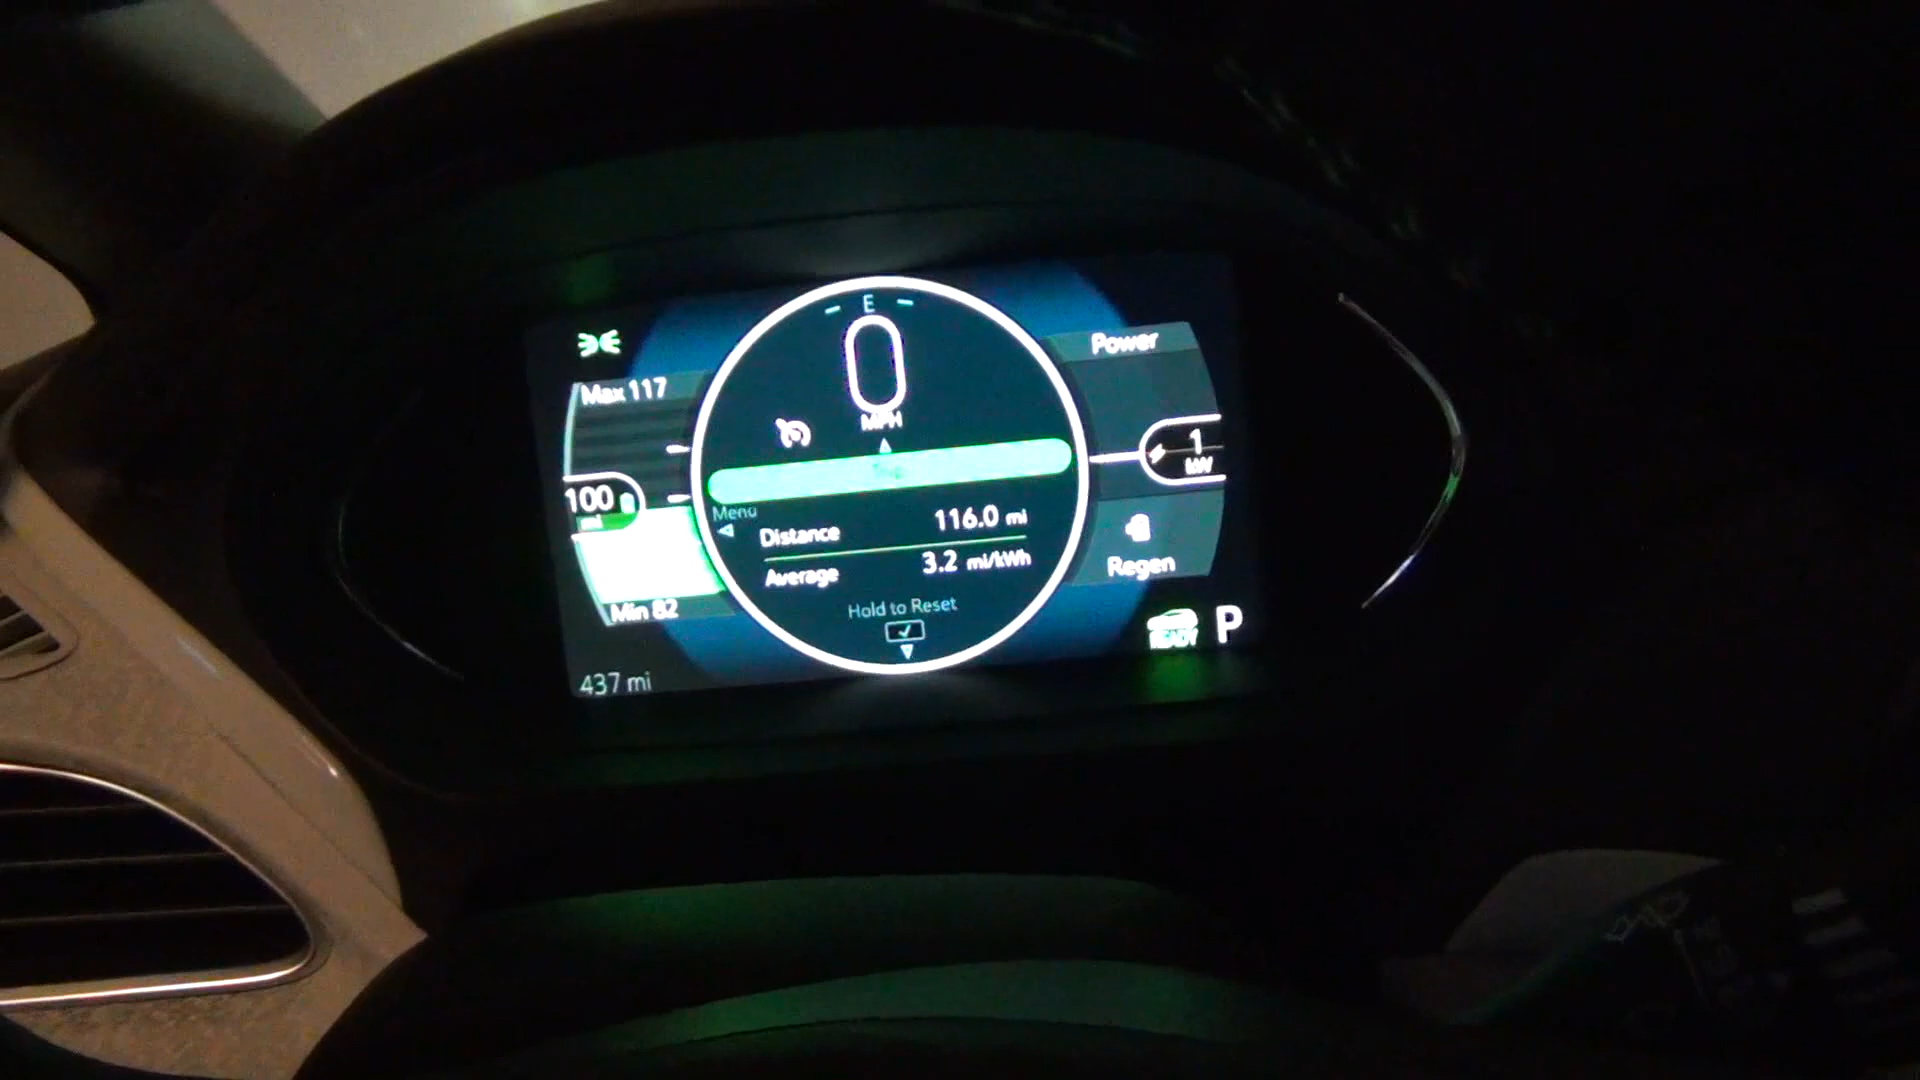 E
0
MPH
Max 117
100
mi
Min 82
437 mi
Menu
Distance 116.0 mi
Average 3.2 mi/kWh
Hold to Reset
Power
1
kW
Regen
READY
P